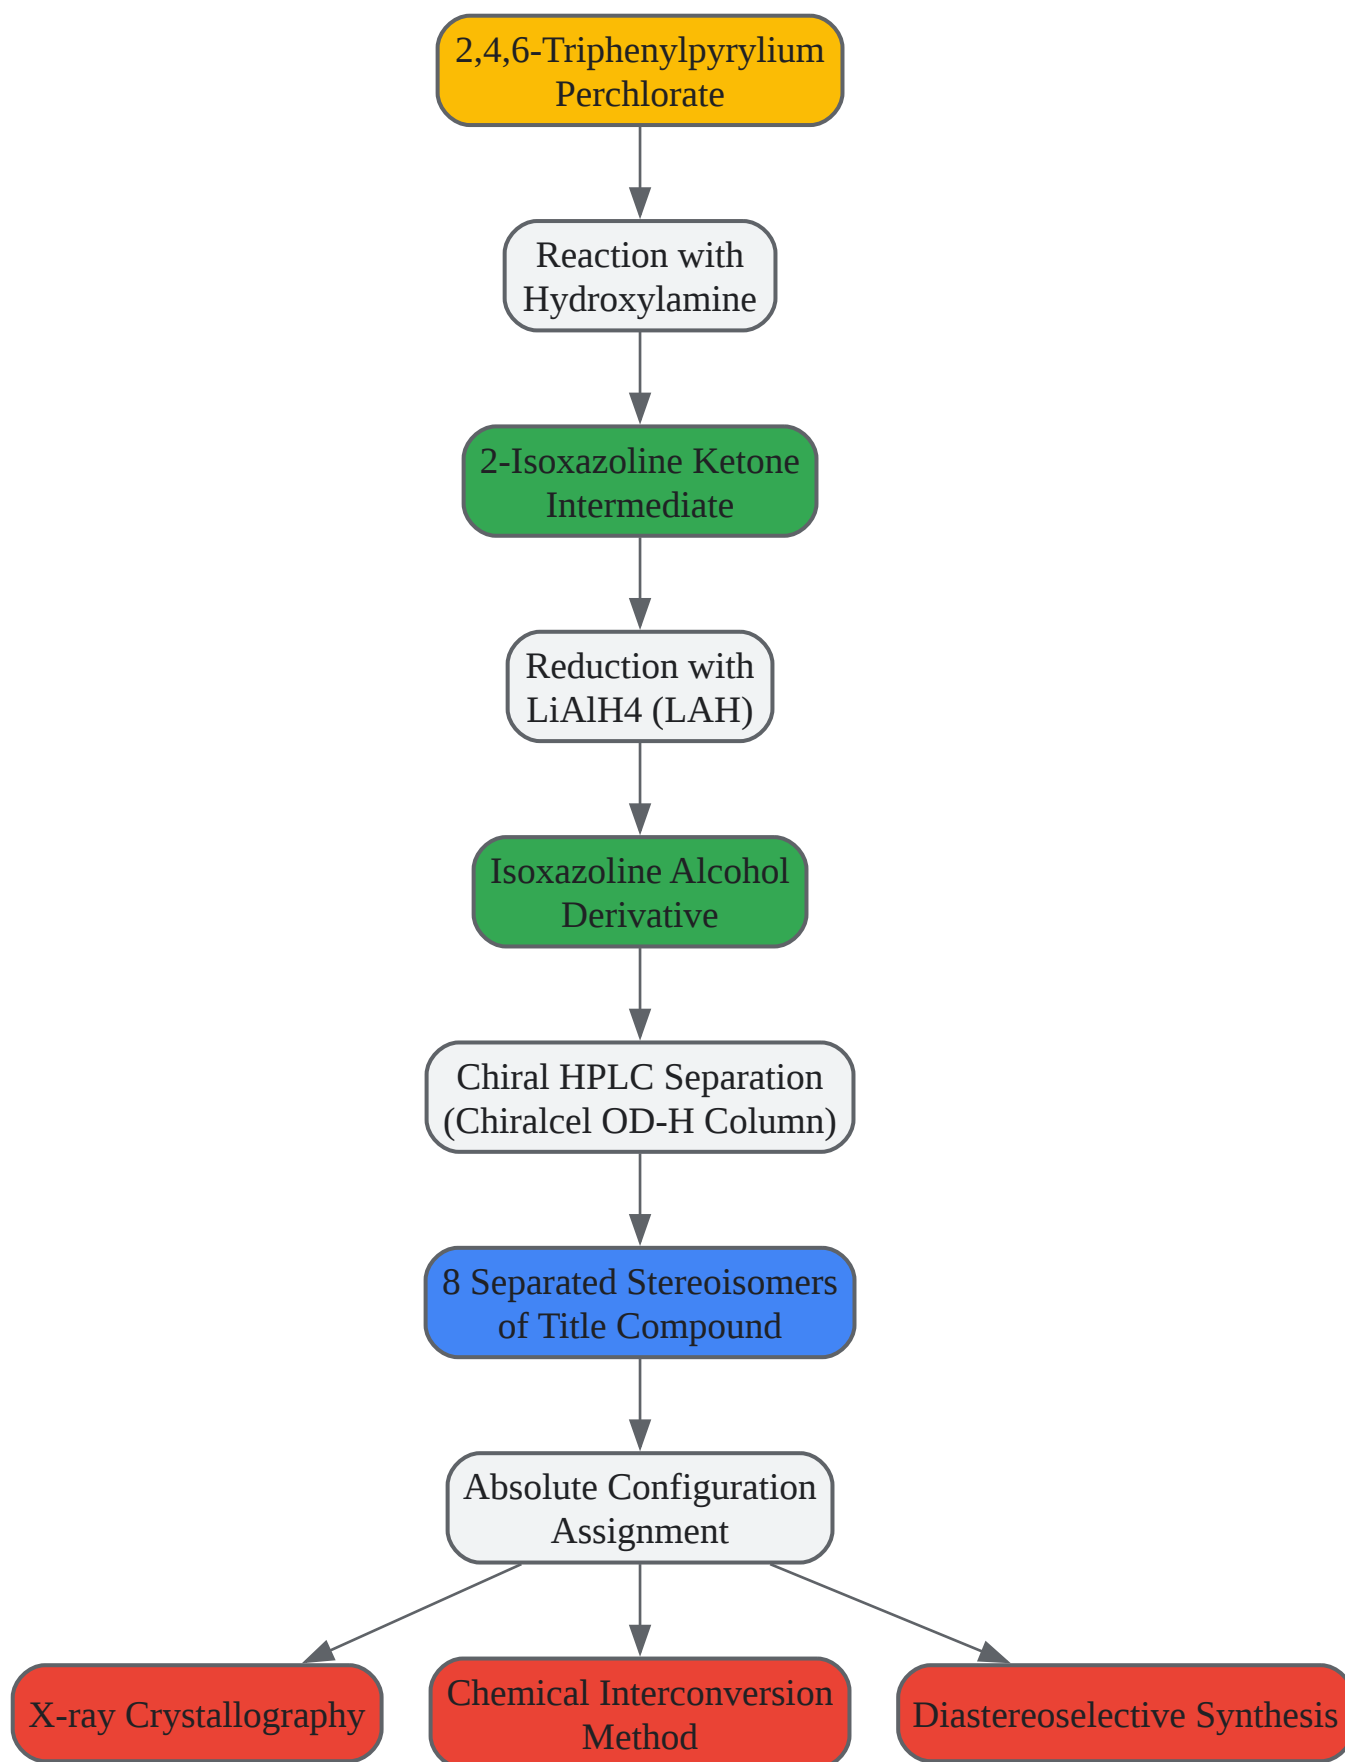 2,4,6-Triphenylpyrylium
Perchlorate
Reaction with
Hydroxylamine
2-Isoxazoline Ketone
Intermediate
Reduction with
LiAlH4 (LAH)
Isoxazoline Alcohol
Derivative
Chiral HPLC Separation
(Chiralcel OD-H Column)
8 Separated Stereoisomers
of Title Compound
Absolute Configuration
Assignment
X-ray Crystallography
Chemical Interconversion
Method
Diastereoselective Synthesis